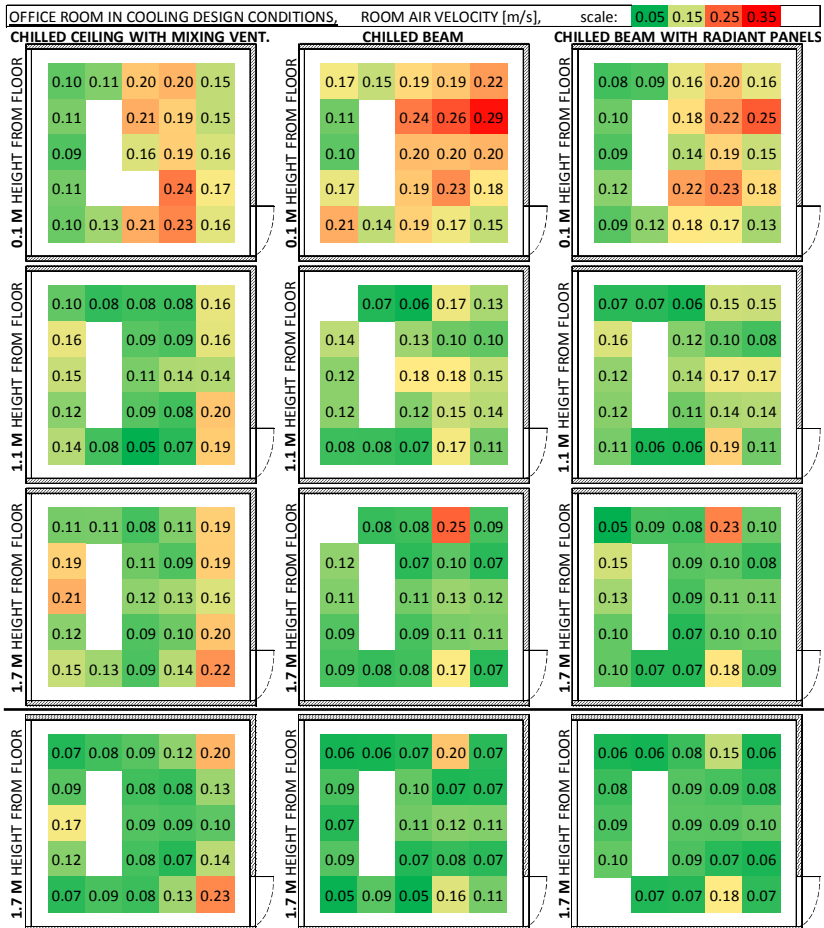 OFFICE ROOM IN COOLING DESIGN CONDITIONS, ROOM AIR VELOCITY [m/s], scale: 0.05 0.15 0.25 0.35
CHILLED CEILING WITH MIXING VENT. CHILLED BEAM CHILLED BEAM WITH RADIANT PANELS
0.1 M HEIGHT FROM FLOOR
0.10 0.11 0.20 0.20 0.15
0.11 0.21 0.19 0.15
0.09 0.16 0.19 0.16
0.11 0.24 0.17
0.10 0.13 0.21 0.23 0.16
0.1 M HEIGHT FROM FLOOR
0.17 0.15 0.19 0.19 0.22
0.11 0.24 0.26 0.29
0.10 0.20 0.20 0.20
0.17 0.19 0.23 0.18
0.21 0.14 0.19 0.17 0.15
0.1 M HEIGHT FROM FLOOR
0.08 0.09 0.16 0.20 0.16
0.10 0.18 0.22 0.25
0.09 0.14 0.19 0.15
0.12 0.22 0.23 0.18
0.09 0.12 0.18 0.17 0.13
1.1 M HEIGHT FROM FLOOR
0.10 0.08 0.08 0.08 0.16
0.16 0.09 0.09 0.16
0.15 0.11 0.14 0.14
0.12 0.09 0.08 0.20
0.14 0.08 0.05 0.07 0.19
1.1 M HEIGHT FROM FLOOR
0.07 0.06 0.17 0.13
0.14 0.13 0.10 0.10
0.12 0.18 0.18 0.15
0.12 0.12 0.15 0.14
0.08 0.08 0.07 0.17 0.11
1.1 M HEIGHT FROM FLOOR
0.07 0.07 0.06 0.15 0.15
0.16 0.12 0.10 0.08
0.12 0.14 0.17 0.17
0.12 0.11 0.14 0.14
0.11 0.06 0.06 0.19 0.11
1.7 M HEIGHT FROM FLOOR
0.11 0.11 0.08 0.11 0.19
0.19 0.11 0.09 0.19
0.21 0.12 0.13 0.16
0.12 0.09 0.10 0.20
0.15 0.13 0.09 0.14 0.22
1.7 M HEIGHT FROM FLOOR
0.08 0.08 0.25 0.09
0.12 0.07 0.10 0.07
0.11 0.11 0.13 0.12
0.09 0.09 0.11 0.11
0.09 0.08 0.08 0.17 0.07
1.7 M HEIGHT FROM FLOOR
0.05 0.09 0.08 0.23 0.10
0.15 0.09 0.10 0.08
0.13 0.09 0.11 0.11
0.10 0.07 0.10 0.10
0.10 0.07 0.07 0.18 0.09
1.7 M HEIGHT FROM FLOOR
0.07 0.08 0.09 0.12 0.20
0.09 0.08 0.08 0.13
0.17 0.09 0.09 0.10
0.12 0.08 0.07 0.14
0.07 0.09 0.08 0.13 0.23
1.7 M HEIGHT FROM FLOOR
0.06 0.06 0.07 0.20 0.07
0.09 0.10 0.07 0.07
0.07 0.11 0.12 0.11
0.09 0.07 0.08 0.07
0.05 0.09 0.05 0.16 0.11
1.7 M HEIGHT FROM FLOOR
0.06 0.06 0.08 0.15 0.06
0.08 0.09 0.09 0.08
0.09 0.09 0.09 0.10
0.10 0.09 0.07 0.06
0.07 0.07 0.18 0.07